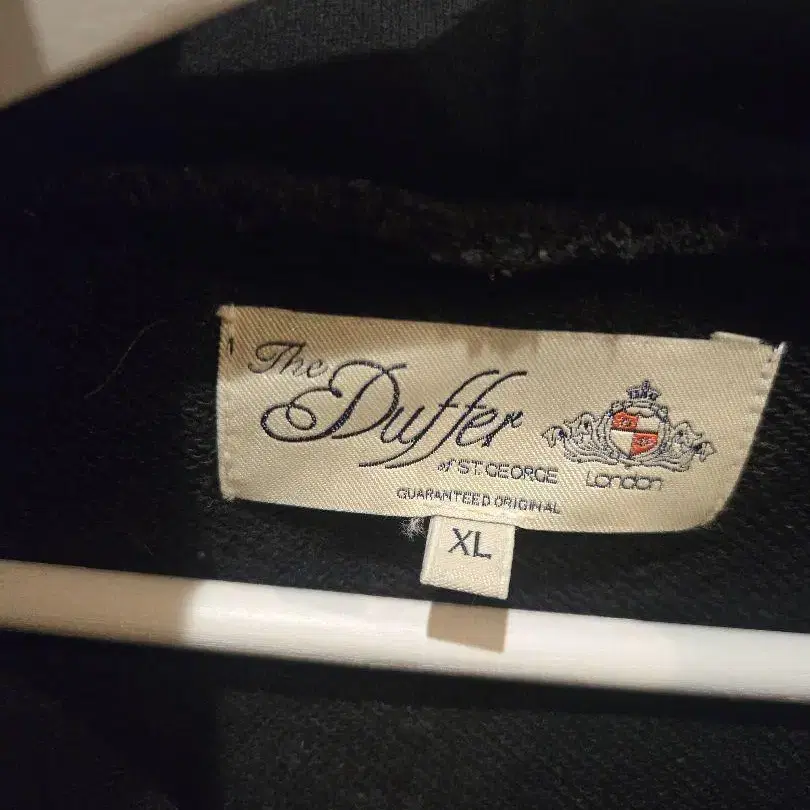 The
Duffer
of ST. GEORGE
London
GUARANTEED ORIGINAL
XL